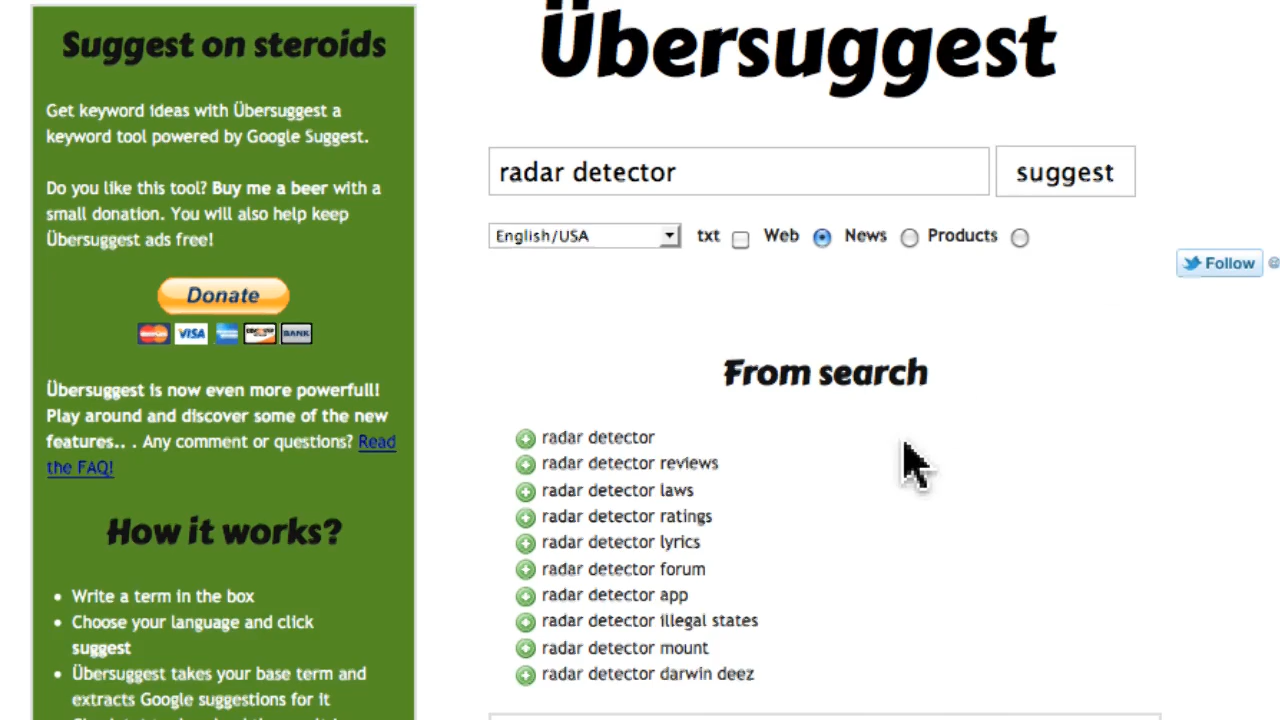 Suggest on steroids
Get keyword ideas with Übersuggest a
keyword tool powered by Google Suggest.
Do you like this tool? Buy me a beer with a
small donation. You will also help keep
Übersuggest ads free!
Donate
VISA
BANK
Übersuggest is now even more powerfull!
Play around and discover some of the new
features.. . Any comment or questions? Read
the FAQ!
How it works?
• Write a term in the box
• Choose your language and click
suggest
• Übersuggest takes your base term and
extracts Google suggestions for it
Übersuggest
radar detector
suggest
English/USA txt Web News Products
Follow
From search
radar detector
radar detector reviews
radar detector laws
radar detector ratings
radar detector lyrics
radar detector forum
radar detector app
radar detector illegal states
radar detector mount
radar detector darwin deez